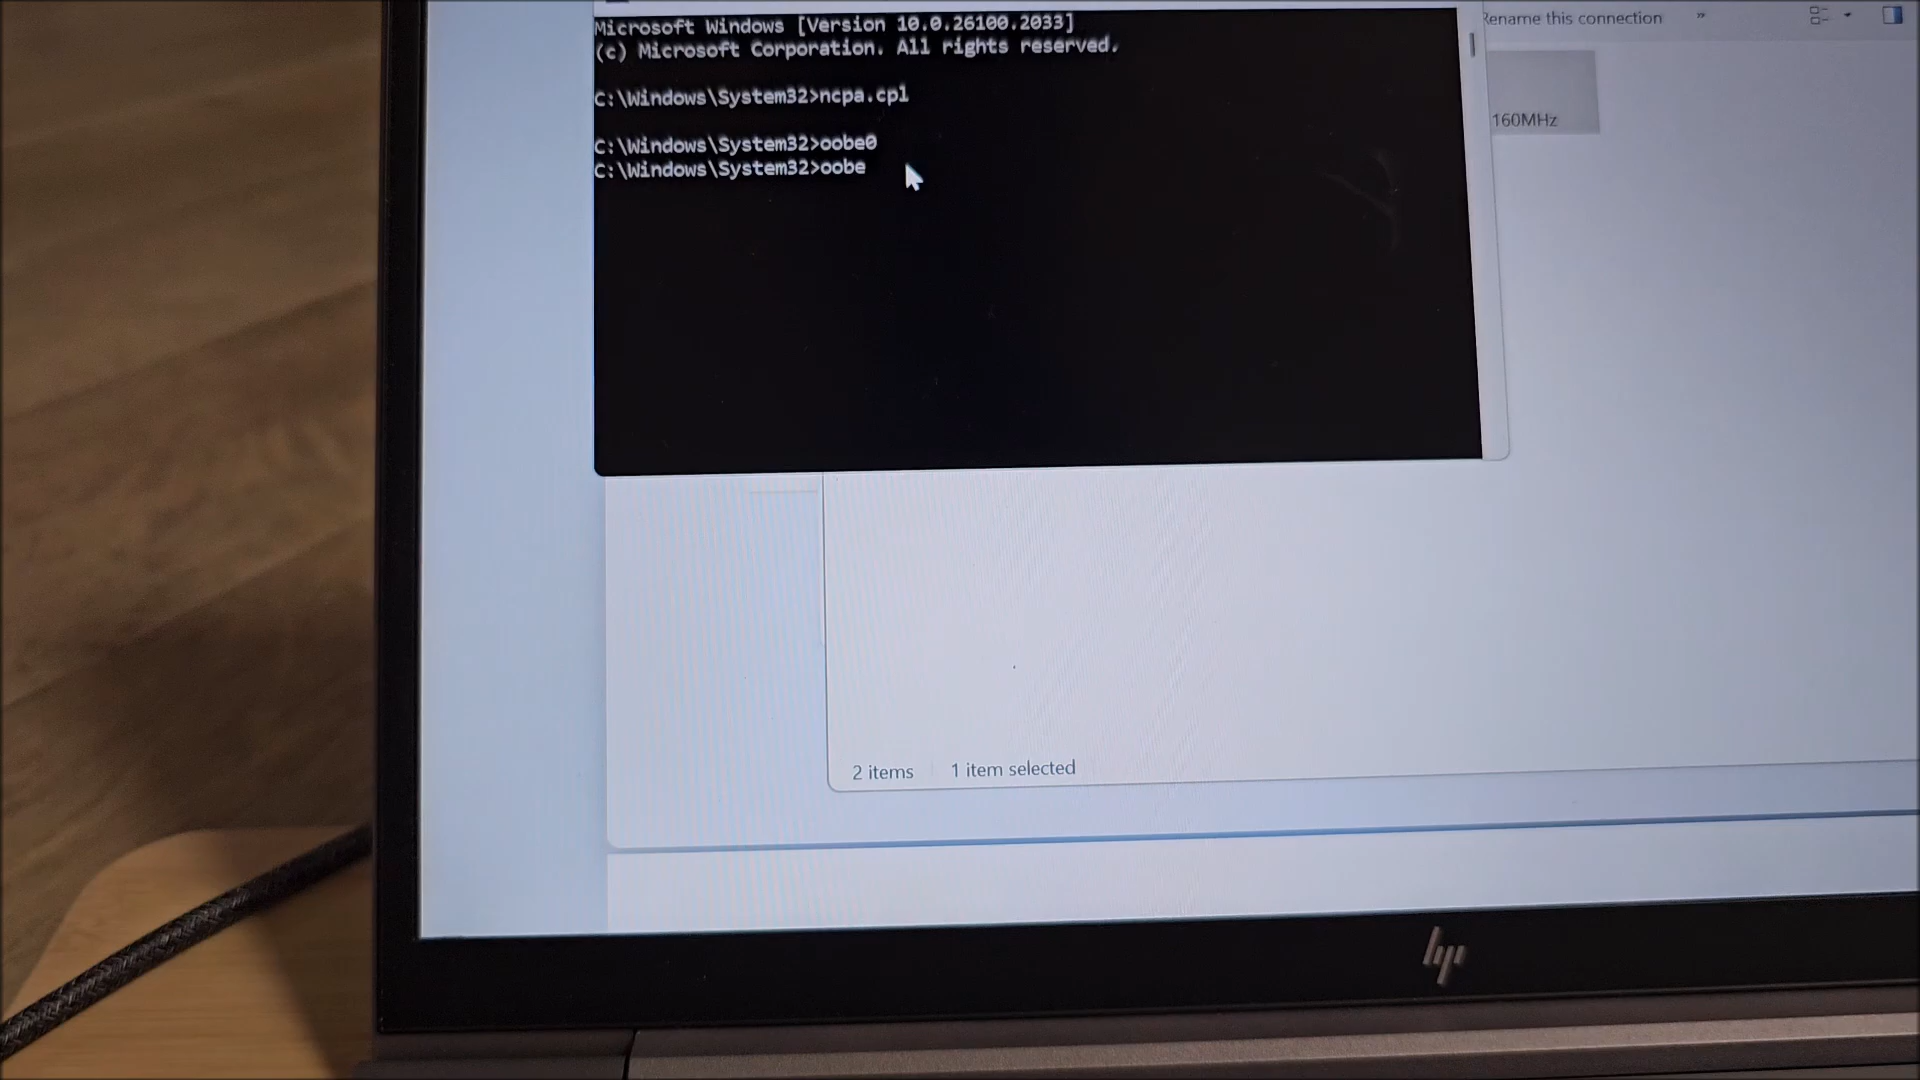 Microsoft Windows [Version 10.0.26100.2033]
(c) Microsoft Corporation. All rights reserved.
C:\Windows\System32>ncpa.cpl
C:\Windows\System32>oobe0
C:\Windows\System32>oobe
Rename this connection »
160MHz
2 items 1 item selected
hp